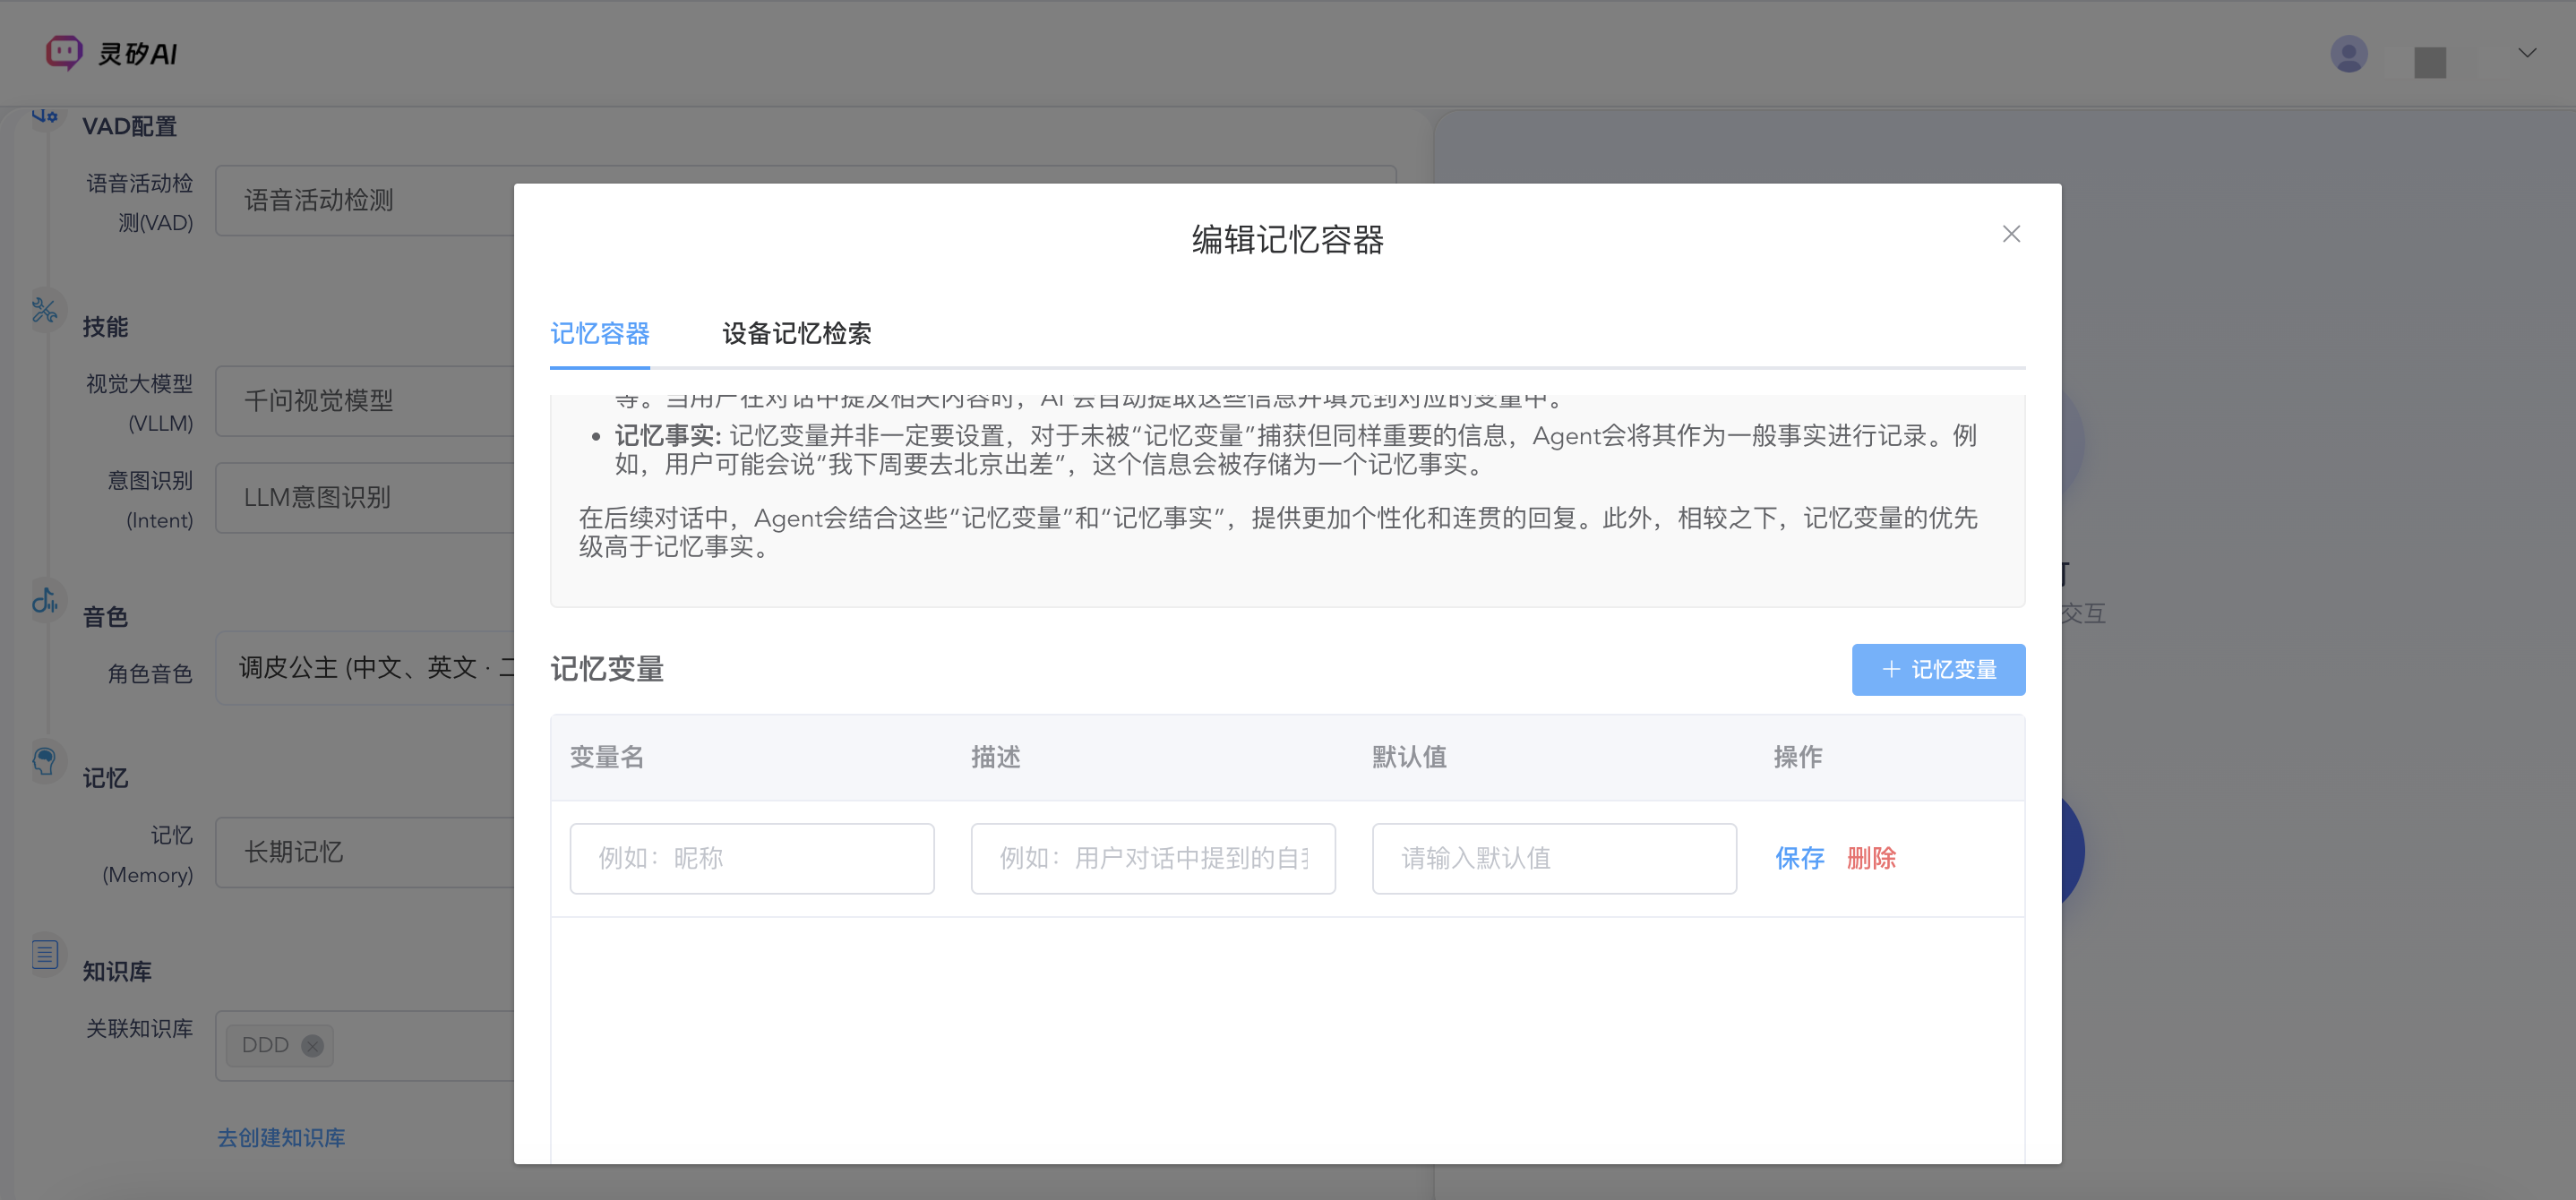 灵矽AI
VAD配置
语音活动检
测(VAD)
语音活动检测
技能
视觉大模型
(VLLM)
千问视觉模型
意图识别
(Intent)
LLM意图识别
音色
角色音色
调皮公主 (中文、英文 · 二
记忆
记忆
(Memory)
长期记忆
知识库
关联知识库
DDD
去创建知识库
编辑记忆容器
记忆容器
设备记忆检索
等。当用户在对话中提及相关内容时，AI 会自动提取这些信息并填充到对应的变量中。
• 记忆事实: 记忆变量并非一定要设置，对于未被“记忆变量”捕获但同样重要的信息，Agent会将其作为一般事实进行记录。例
如，用户可能会说“我下周要去北京出差”，这个信息会被存储为一个记忆事实。
在后续对话中，Agent会结合这些“记忆变量”和“记忆事实”，提供更加个性化和连贯的回复。此外，相较之下，记忆变量的优先
级高于记忆事实。
记忆变量
+ 记忆变量
变量名 描述 默认值 操作
例如：昵称 例如：用户对话中提到的自 请输入默认值 保存 删除
交互